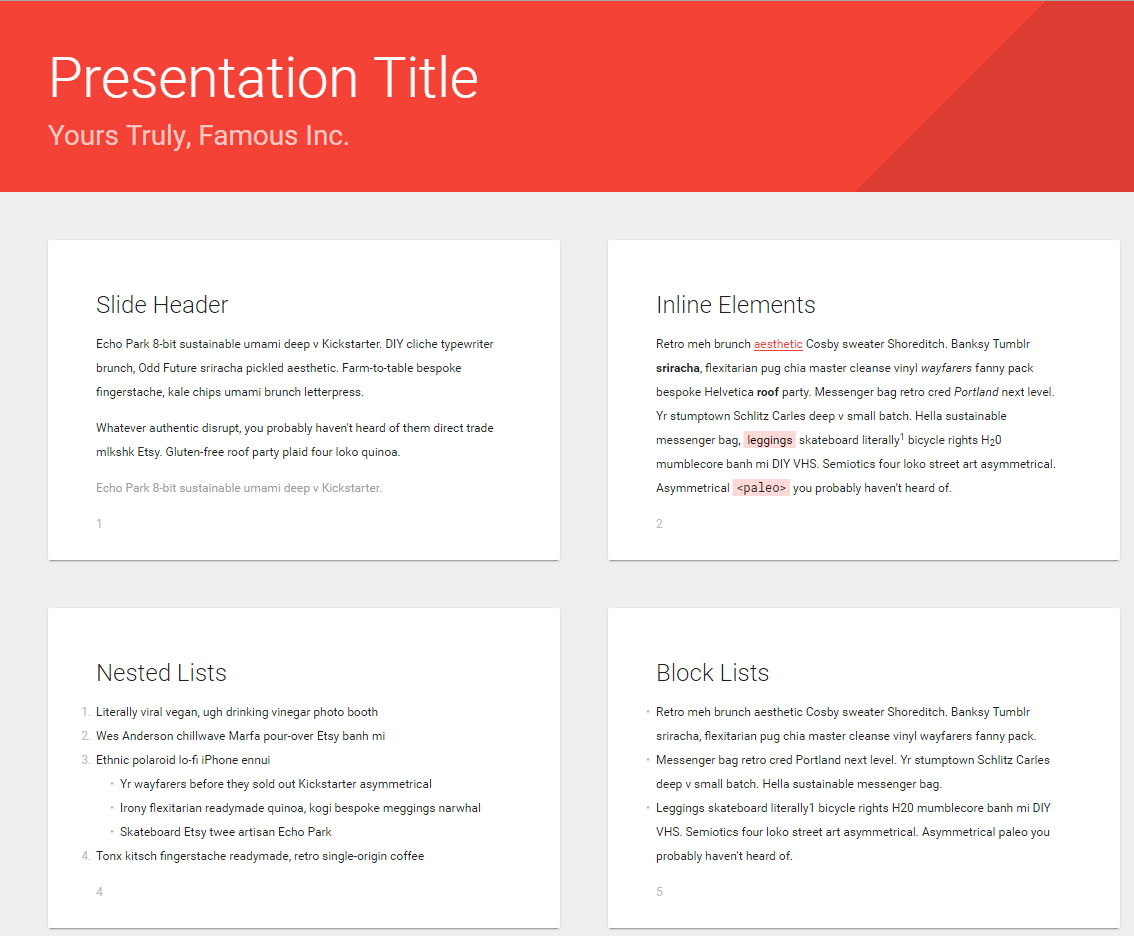 Presentation Title
Yours Truly, Famous Inc.
Slide Header
Echo Park 8-bit sustainable umami deep v Kickstarter. DIY cliche typewriter
brunch, Odd Future sriracha pickled aesthetic. Farm-to-table bespoke
fingerstache, kale chips umami brunch letterpress.
Whatever authentic disrupt, you probably haven't heard of them direct trade
mlkshk Etsy. Gluten-free roof party plaid four loko quinoa.
Echo Park 8-bit sustainable umami deep v Kickstarter.
1
Inline Elements
Retro meh brunch aesthetic Cosby sweater Shoreditch. Banksy Tumblr
sriracha, flexitarian pug chia master cleanse vinyl wayfarers fanny pack
bespoke Helvetica roof party. Messenger bag retro cred Portland next level.
Yr stumptown Schlitz Carles deep v small batch. Hella sustainable
messenger bag, leggings skateboard literally¹ bicycle rights H₂0
mumblecore banh mi DIY VHS. Semiotics four loko street art asymmetrical.
Asymmetrical <paleo> you probably haven't heard of.
2
Nested Lists
1. Literally viral vegan, ugh drinking vinegar photo booth
2. Wes Anderson chillwave Marfa pour-over Etsy banh mi
3. Ethnic polaroid lo-fi iPhone ennui
• Yr wayfarers before they sold out Kickstarter asymmetrical
• Irony flexitarian readymade quinoa, kogi bespoke meggings narwhal
• Skateboard Etsy twee artisan Echo Park
4. Tonx kitsch fingerstache readymade, retro single-origin coffee
4
Block Lists
• Retro meh brunch aesthetic Cosby sweater Shoreditch. Banksy Tumblr
sriracha, flexitarian pug chia master cleanse vinyl wayfarers fanny pack.
• Messenger bag retro cred Portland next level. Yr stumptown Schlitz Carles
deep v small batch. Hella sustainable messenger bag.
• Leggings skateboard literally1 bicycle rights H20 mumblecore banh mi DIY
VHS. Semiotics four loko street art asymmetrical. Asymmetrical paleo you
probably haven't heard of.
5